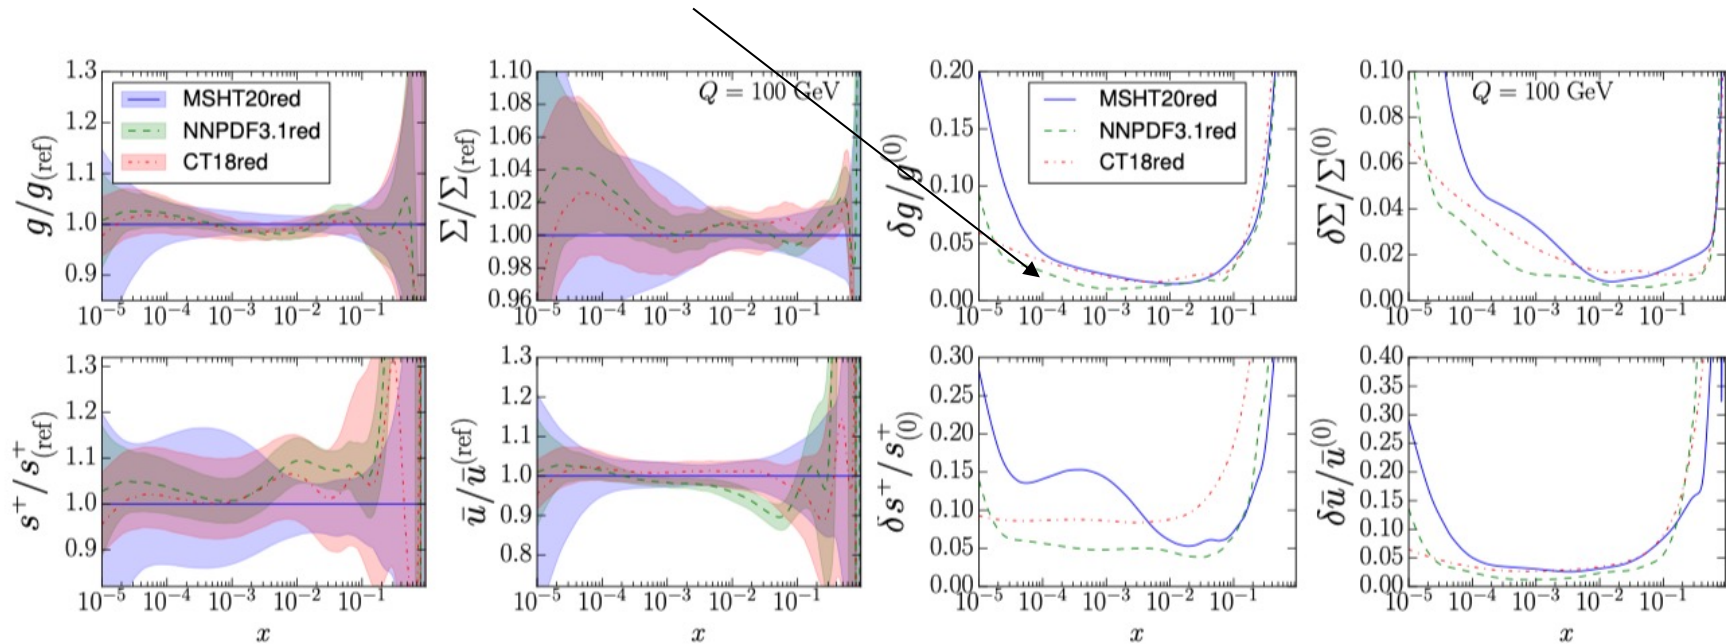 g/g(ref)
1.3
1.2
1.1
1.0
0.9
MSHT20red
NNPDF3.1red
CT18red
10⁻⁵ 10⁻⁴ 10⁻³ 10⁻² 10⁻¹
Σ/Σ(ref)
1.10
1.08
1.06
1.04
1.02
1.00
0.98
0.96
Q = 100 GeV
10⁻⁵ 10⁻⁴ 10⁻³ 10⁻² 10⁻¹
δg/g⁽⁰⁾
0.20
0.15
0.10
0.05
0.00
MSHT20red
NNPDF3.1red
CT18red
10⁻⁵ 10⁻⁴ 10⁻³ 10⁻² 10⁻¹
δΣ/Σ⁽⁰⁾
0.10
0.08
0.06
0.04
0.02
0.00
Q = 100 GeV
10⁻⁵ 10⁻⁴ 10⁻³ 10⁻² 10⁻¹
s⁺/s⁺(ref)
1.3
1.2
1.1
1.0
0.9
10⁻⁵ 10⁻⁴ 10⁻³ 10⁻² 10⁻¹
x
ū/ū(ref)
1.3
1.2
1.1
1.0
0.9
0.8
10⁻⁵ 10⁻⁴ 10⁻³ 10⁻² 10⁻¹
x
δs⁺/s⁺(0)
0.30
0.25
0.20
0.15
0.10
0.05
0.00
10⁻⁵ 10⁻⁴ 10⁻³ 10⁻² 10⁻¹
x
δū/ū⁽⁰⁾
0.40
0.35
0.30
0.25
0.20
0.15
0.10
0.05
0.00
10⁻⁵ 10⁻⁴ 10⁻³ 10⁻² 10⁻¹
x